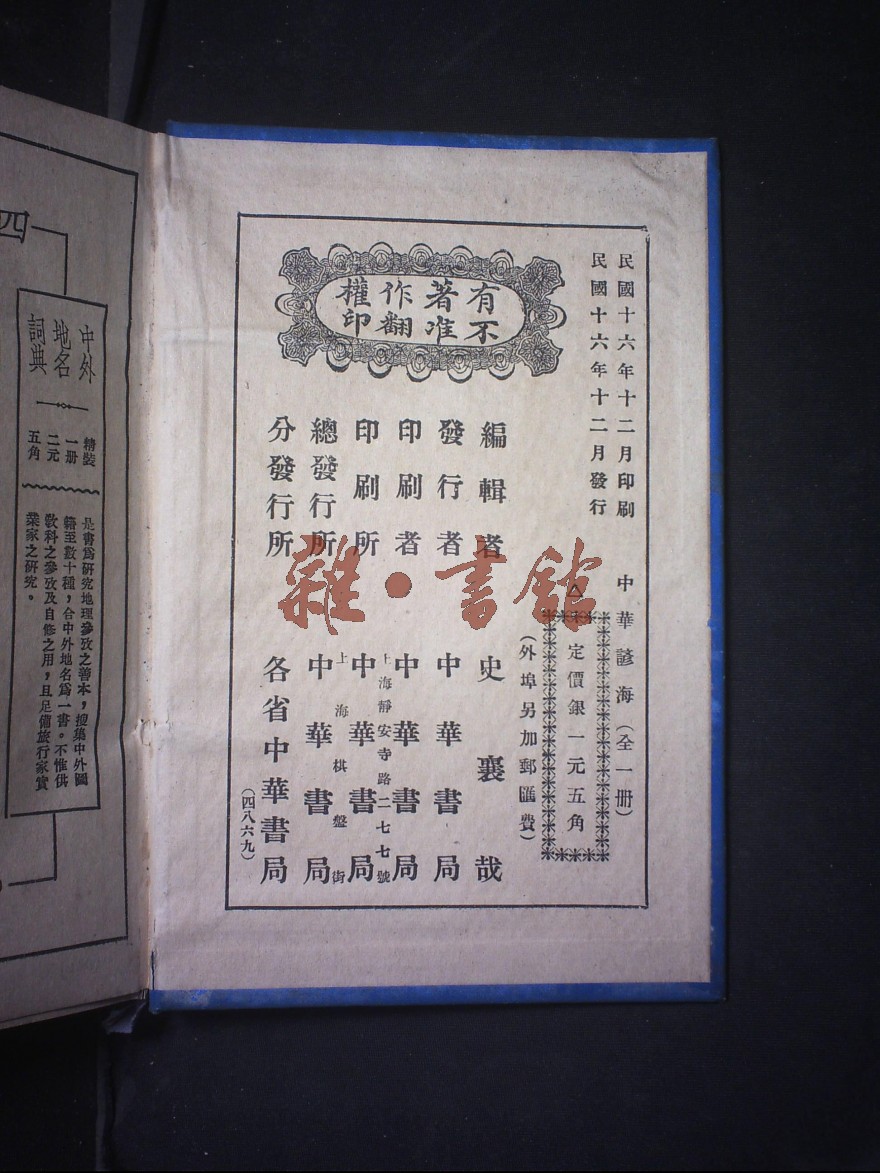 民國十六年十二月印刷
民國十六年十二月發行
中華諺海（全一冊）
定價銀一元五角
（外埠另加郵匯費）
有不
著准
作翻
權印
編輯者 史襄哉
發行者 中華書局
印刷者 中華書局
上海靜安寺路二七七號
印刷所 中華書局
上海棋盤街
總發行所 中華書局
分發行所 各省中華書局
（四八六九）
雜·書館
四
中外
地名
詞典
精裝
一冊
二元
五角
是書爲研究地理參攷之善本，搜集中外圖
籍至數十種，合中外地名爲一書。不惟供
敎科之參攷及自修之用，且足備旅行家實
業家之研究。